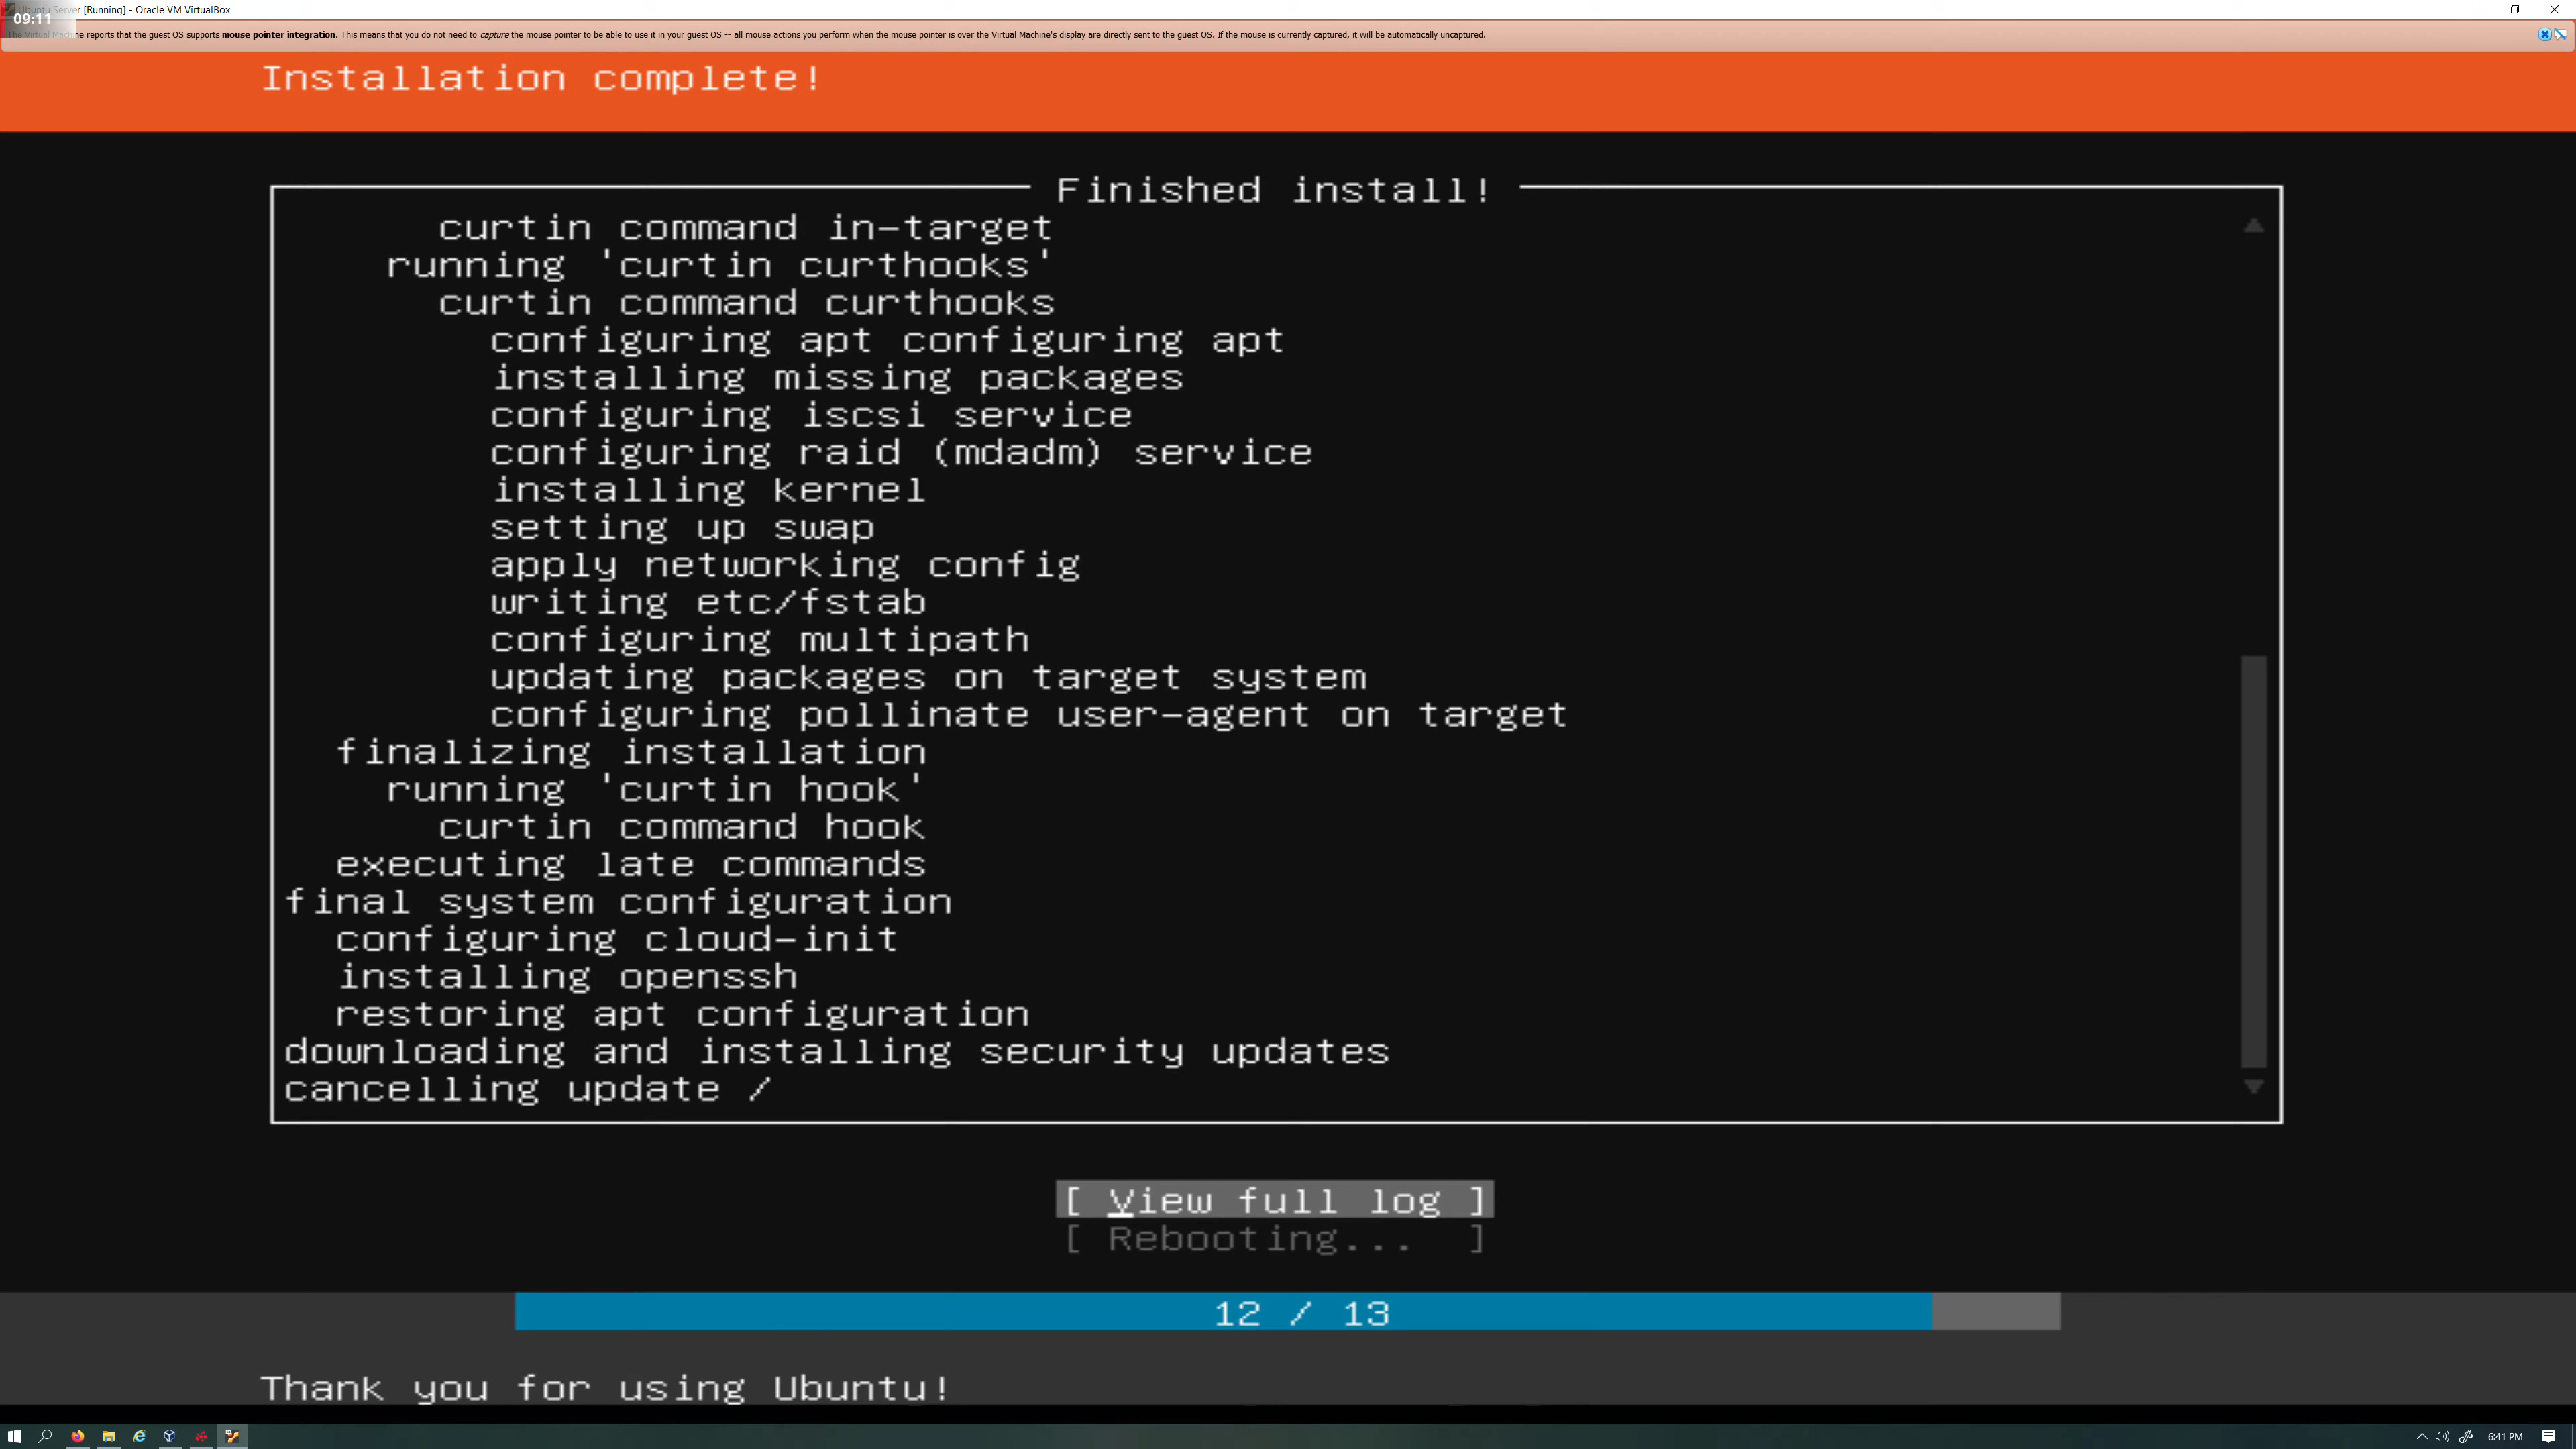 09:11
Ubuntu Server [Running] - Oracle VM VirtualBox
The Virtual Machine reports that the guest OS supports mouse pointer integration. This means that you do not need to capture the mouse pointer to be able to use it in your guest OS -- all mouse actions you perform when the mouse pointer is over the Virtual Machine's display are directly sent to the guest OS. If the mouse is currently captured, it will be automatically uncaptured.
Installation complete!
Finished install!
curtin command in-target
running 'curtin curthooks'
curtin command curthooks
configuring apt configuring apt
installing missing packages
configuring iscsi service
configuring raid (mdadm) service
installing kernel
setting up swap
apply networking config
writing etc/fstab
configuring multipath
updating packages on target system
configuring pollinate user-agent on target
finalizing installation
running 'curtin hook'
curtin command hook
executing late commands
final system configuration
configuring cloud-init
installing openssh
restoring apt configuration
downloading and installing security updates
cancelling update /
[ View full log ]
[ Rebooting... ]
12 / 13
Thank you for using Ubuntu!
6:41 PM